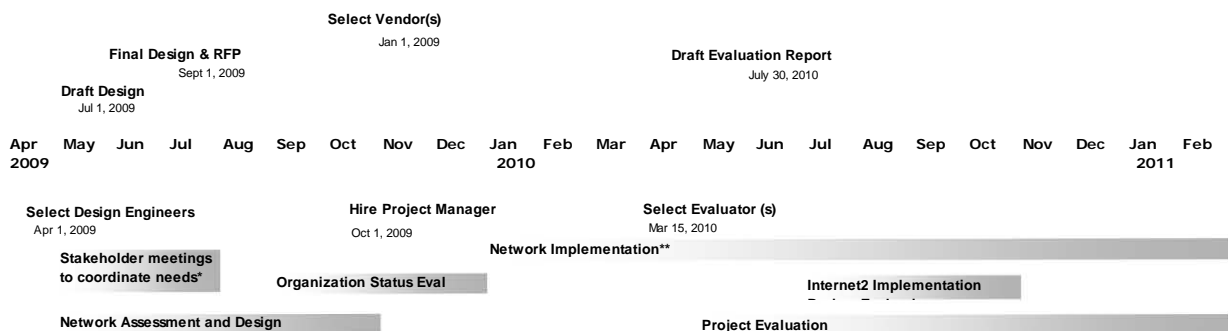 Select Vendor(s)
Jan 1, 2009
Final Design & RFP
Sept 1, 2009
Draft Evaluation Report
July 30, 2010
Draft Design
Jul 1, 2009
Apr May Jun Jul Aug Sep Oct Nov Dec Jan Feb Mar Apr May Jun Jul Aug Sep Oct Nov Dec Jan Feb
2009 2010 2011
Select Design Engineers
Apr 1, 2009
Hire Project Manager
Oct 1, 2009
Select Evaluator (s)
Mar 15, 2010
Network Implementation**
Stakeholder meetings
to coordinate needs*
Organization Status Eval
Internet2 Implementation
Network Assessment and Design
Project Evaluation